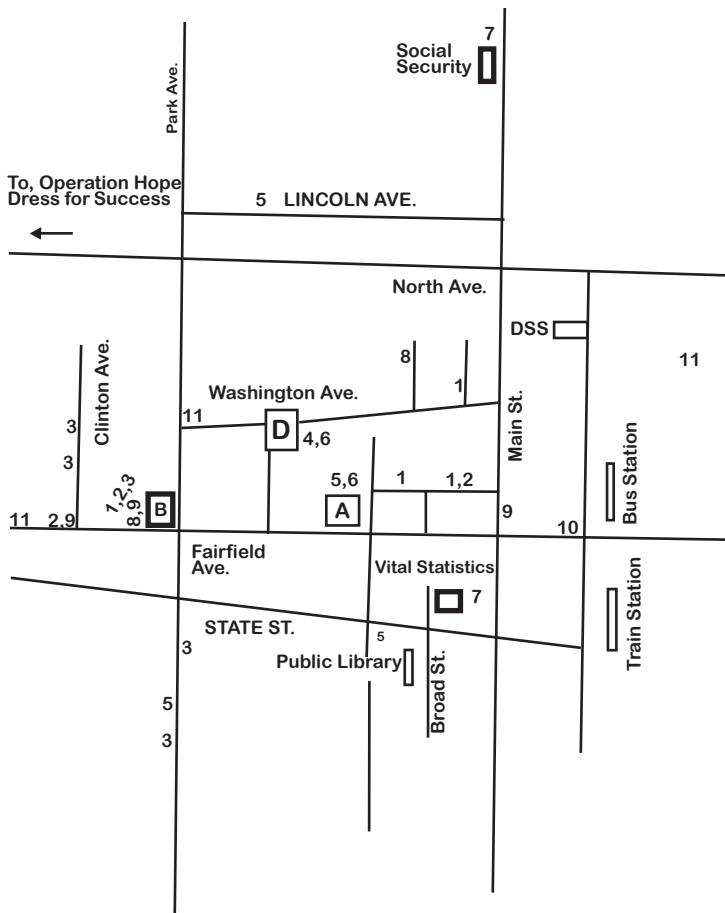 7
Social
Security
Park Ave.
To, Operation Hope
Dress for Success
5 LINCOLN AVE.
North Ave.
DSS
11
8
Clinton Ave.
Washington Ave.
1
11
Main St.
3
D
4,6
3
5,6
1
1,2
Bus Station
1,2,3
8,9
B
A
9
11
2,9
10
Fairfield
Ave.
Vital Statistics
7
Train Station
STATE ST.
5
3
Public Library
Broad St.
5
3